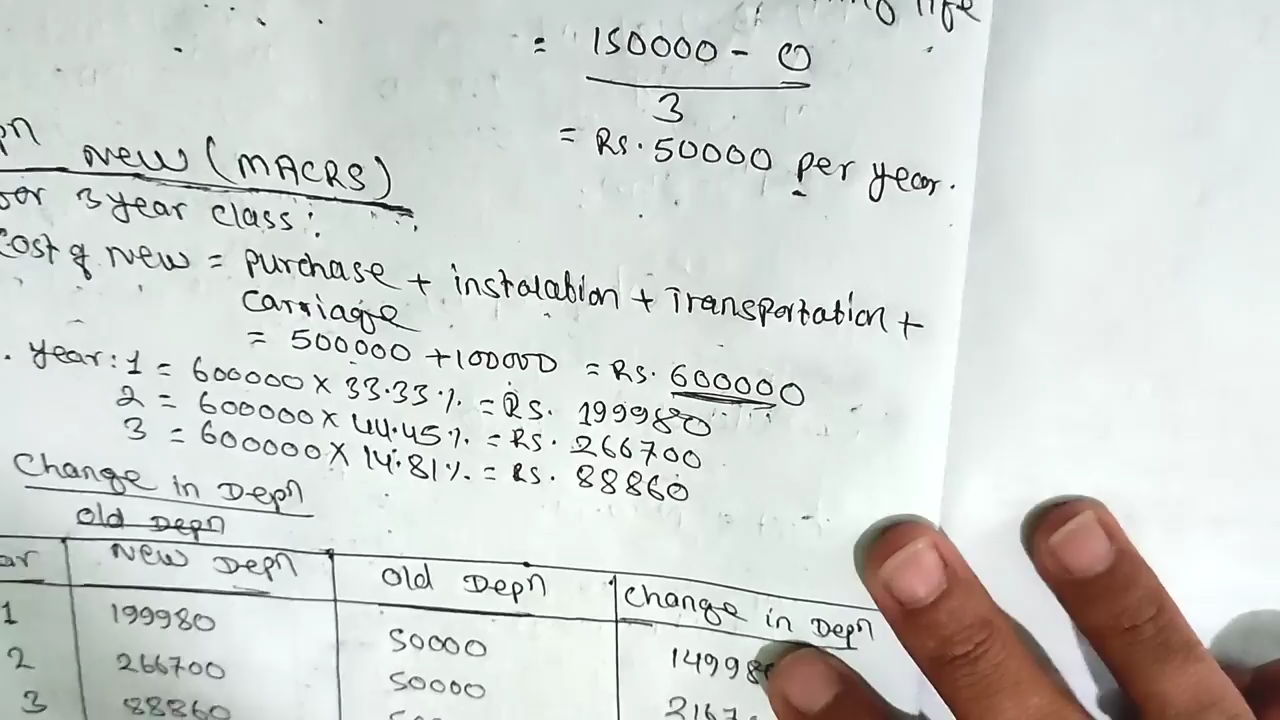 life
= 150000 - 0
3
= Rs. 50000 per year.
New (MACRS)
3 year class:
Cost of New = purchase + instalation + Transportation +
carriage
= 500000 + 100000 = Rs. 600000
year: 1 = 600000 x 33.33% = Rs. 199980
2 = 600000 x 44.45% = Rs. 266700
3 = 600000 x 14.81% = Rs. 88860
Change in Depn
old Depn
New Depn Old Depn Change in Depn
1 199980 50000 14998
2 266700 50000 2167
3 88860